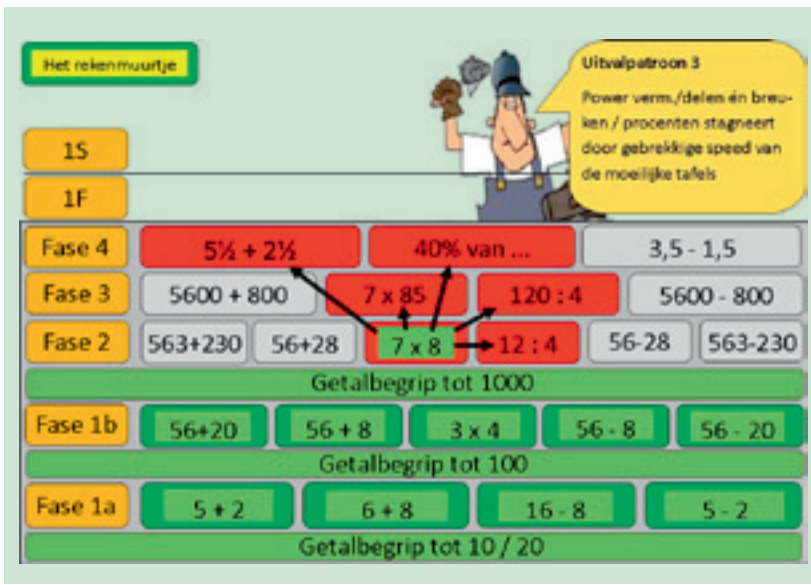 Het rekenmuurtje
Uitvalpatroon 3
Power verm./delen én breu-
ken / procenten stagneert
door gebrekkige speed van
de moeilijke tafels
1S
1F
Fase 4 5½ + 2½ 40% van ... 3,5 - 1,5
Fase 3 5600 + 800 7 x 85 120 : 4 5600 - 800
Fase 2 563+230 56+28 7 x 8 12 : 4 56-28 563-230
Getalbegrip tot 1000
Fase 1b 56+20 56 + 8 3 x 4 56 - 8 56 - 20
Getalbegrip tot 100
Fase 1a 5 + 2 6 + 8 16 - 8 5 - 2
Getalbegrip tot 10 / 20